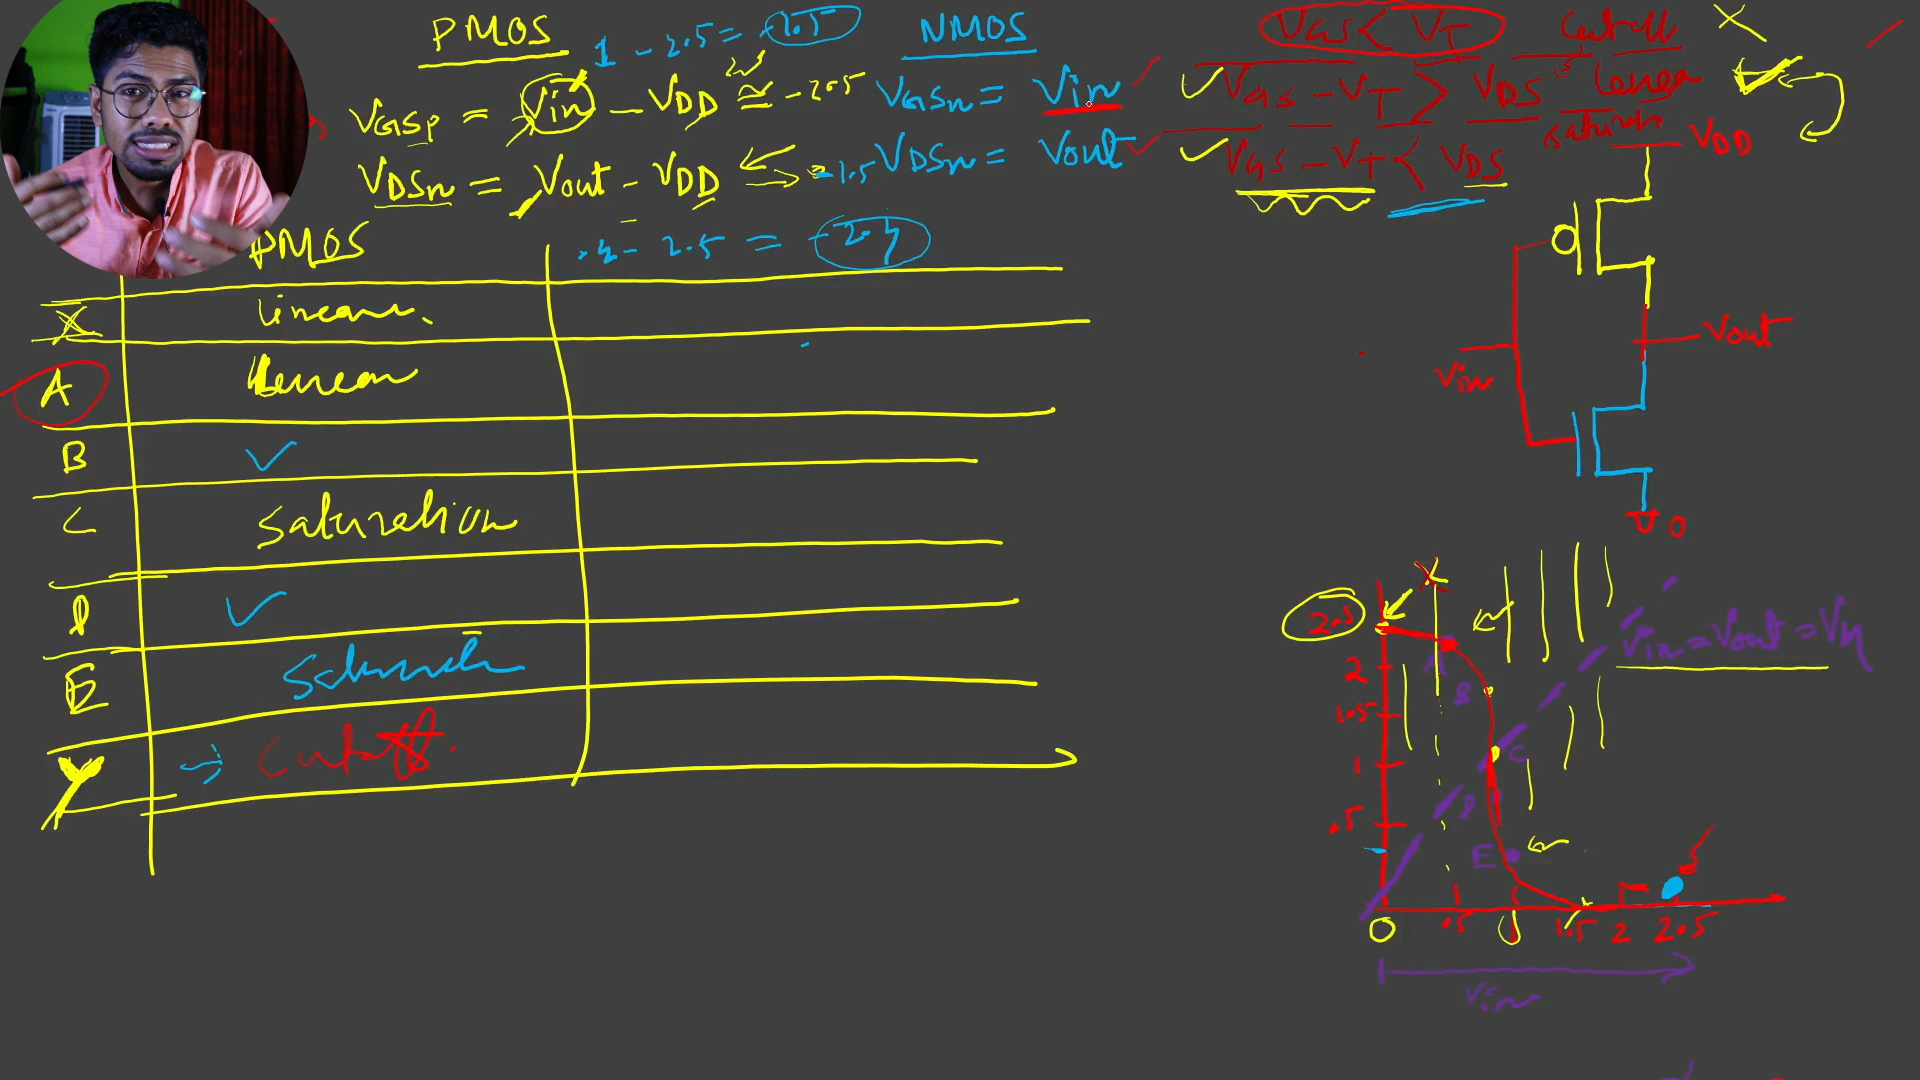 PMOS
1 - 2.5 = -1.5
VGSp = Vin - VDD ≅ -2.5
VDSn = Vout - VDD
-1.5
.4 - 2.5 = -2.4
NMOS
VGSn = Vin
VDSn = Vout
VGS < VT Cutoff
VGS - VT > VDS linear
VGS - VT < VDS
PMOS
X linear
A linear
B ✓
C Saturation
D ✓
E
Y → Cutoff
VDD
Vout
Vin
0
X
2.5
2
1.5
1
.5
A
B
C
D
E
Vin = Vout
0 .5 1 1.5 2 2.5
Vin